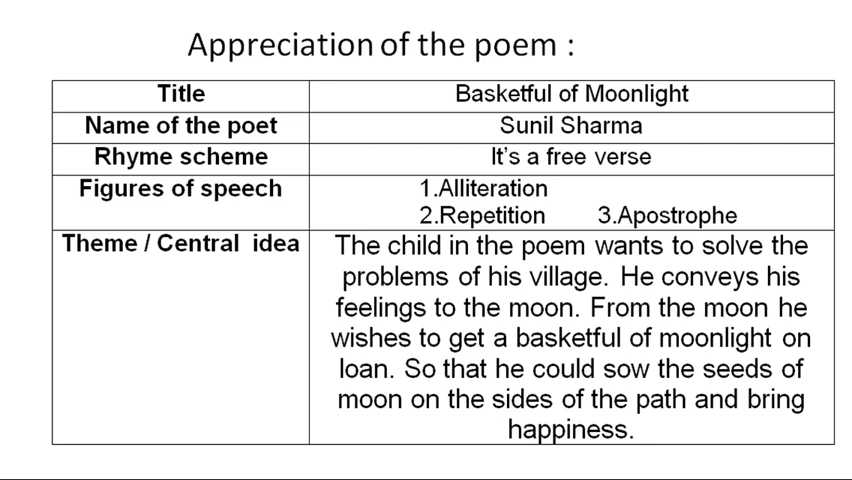 Appreciation of the poem :
Title Basketful of Moonlight
Name of the poet Sunil Sharma
Rhyme scheme It's a free verse
Figures of speech 1.Alliteration
2.Repetition 3.Apostrophe
Theme / Central idea The child in the poem wants to solve the
problems of his village. He conveys his
feelings to the moon. From the moon he
wishes to get a basketful of moonlight on
loan. So that he could sow the seeds of
moon on the sides of the path and bring
happiness.